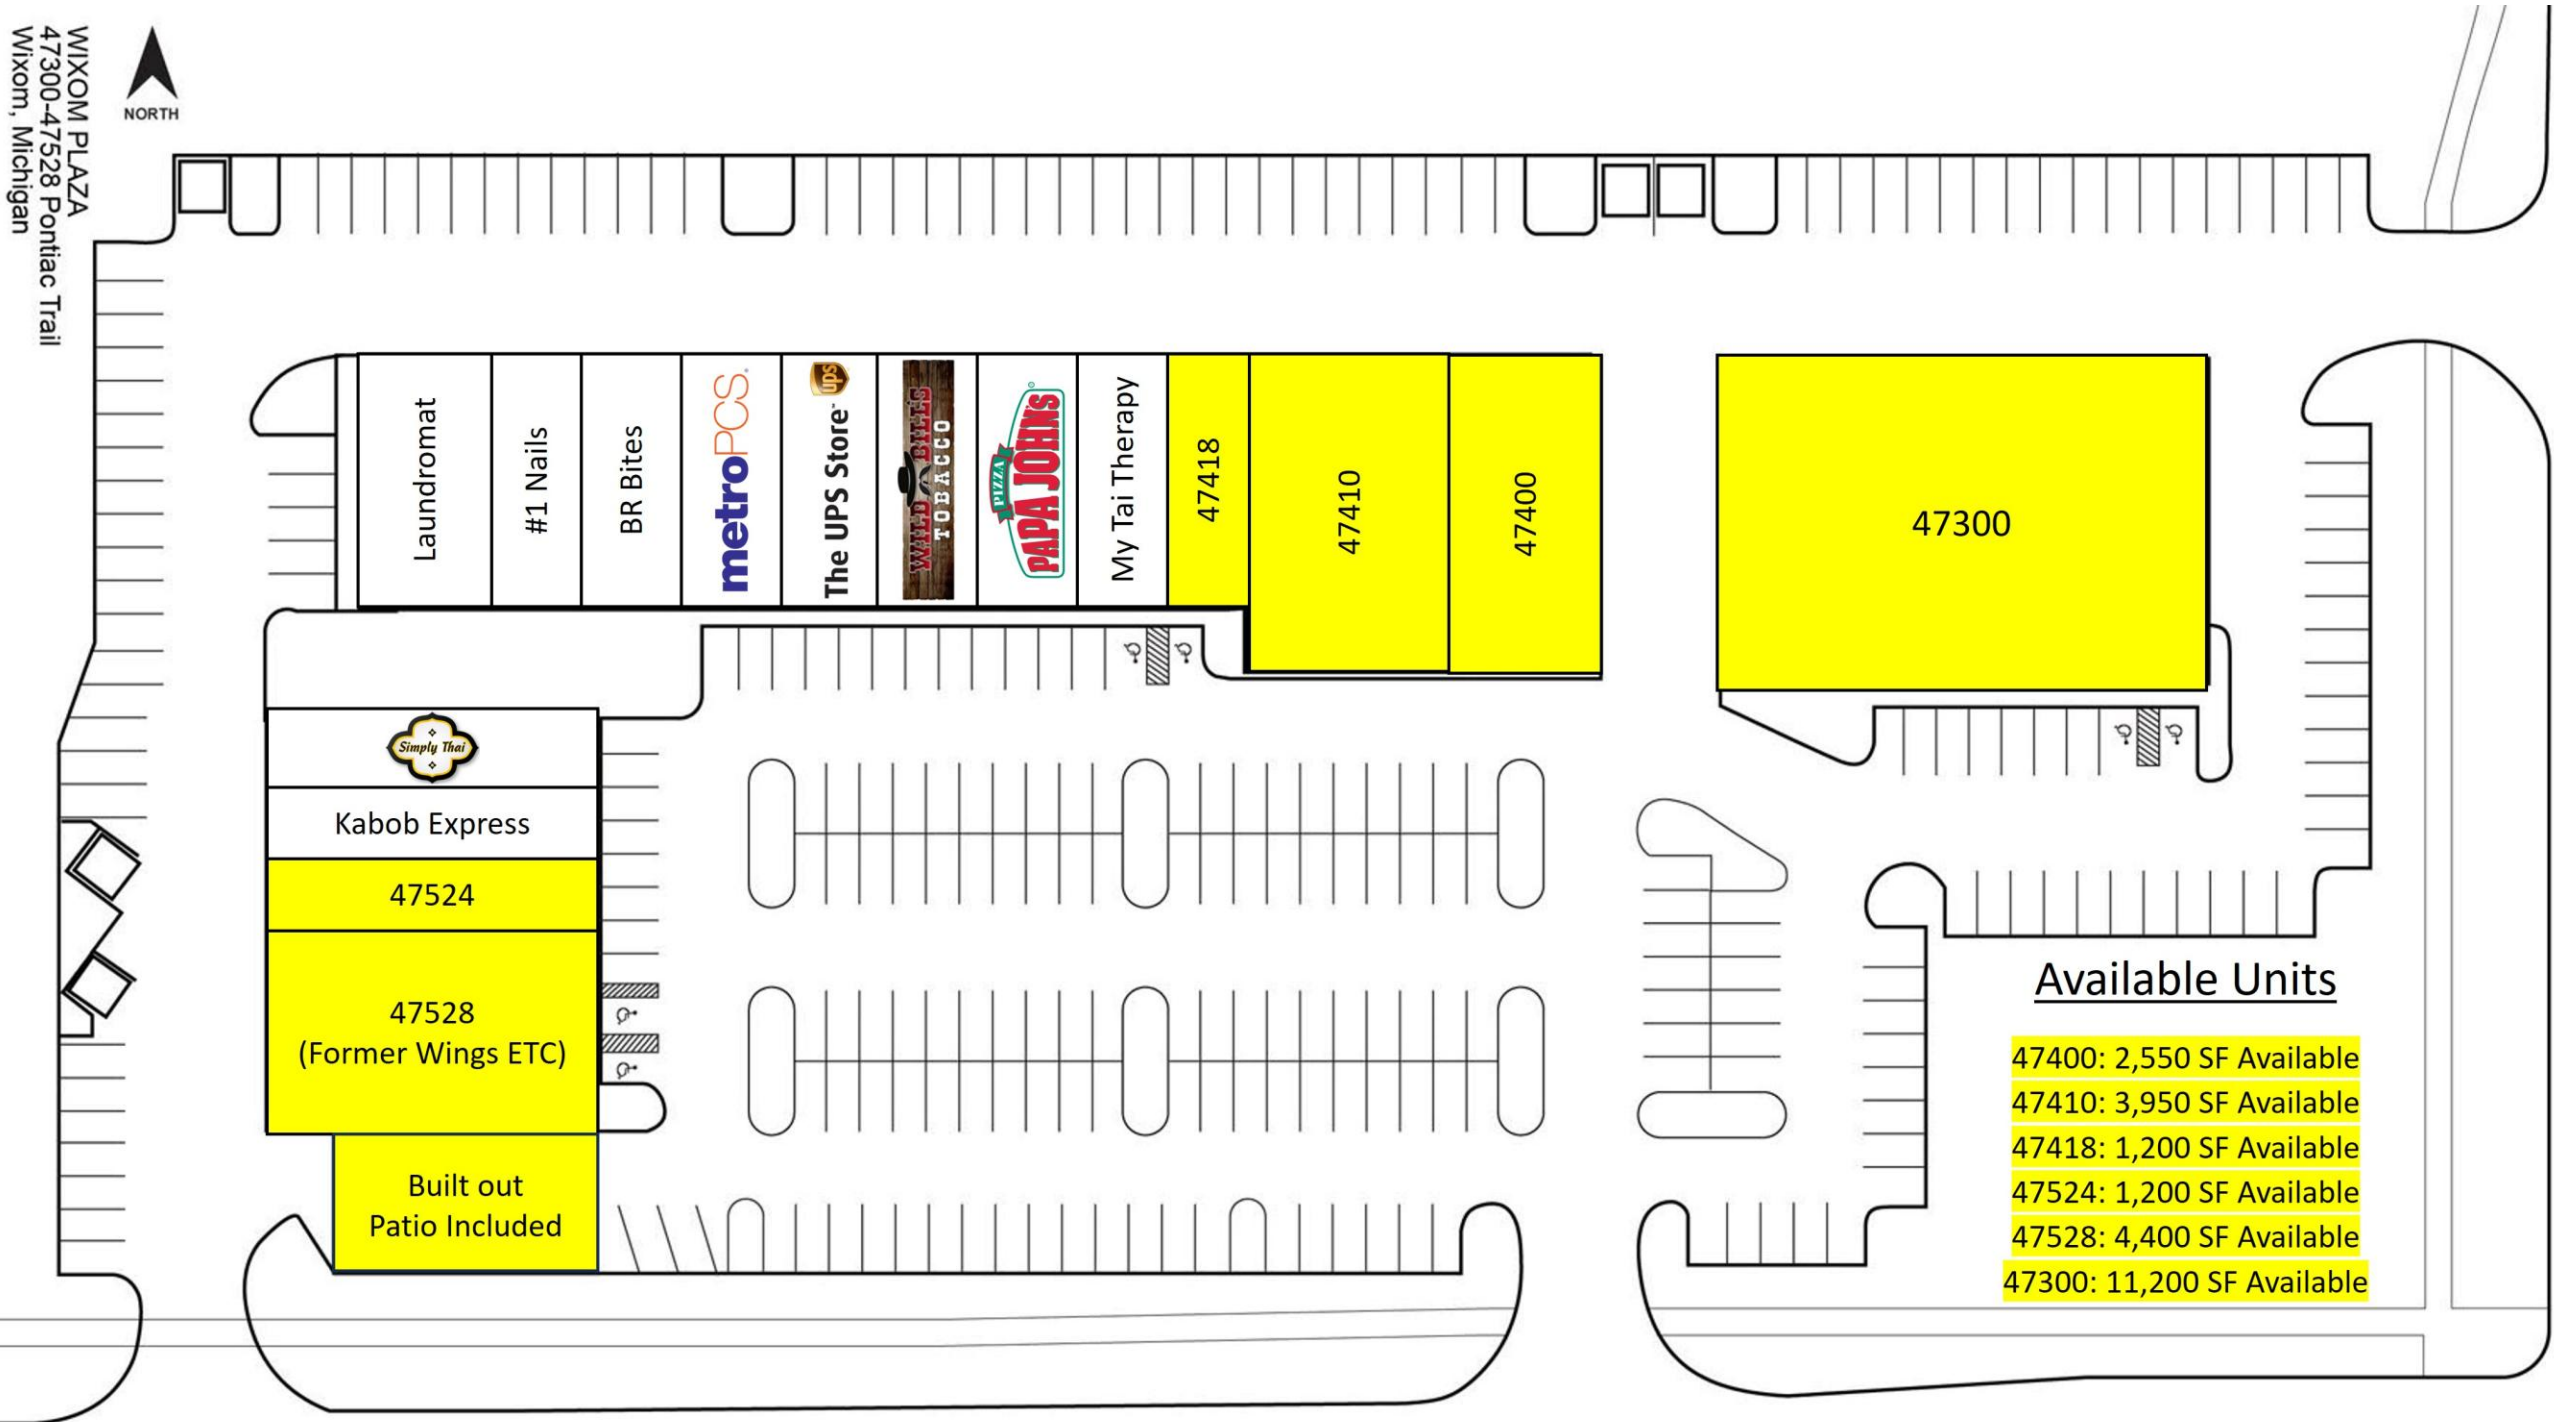 WIXOM PLAZA
47300-47528 Pontiac Trail
Wixom, Michigan
NORTH
Laundromat
#1 Nails
BR Bites
metroPCS.
ups
The UPS Store
WILD BILL'S
TOBACCO
PIZZA
PAPA JOHNS
My Tai Therapy
47418
47410
47400
47300
Simply Thai
Kabob Express
47524
47528
(Former Wings ETC)
Built out
Patio Included
Available Units
47400: 2,550 SF Available
47410: 3,950 SF Available
47418: 1,200 SF Available
47524: 1,200 SF Available
47528: 4,400 SF Available
47300: 11,200 SF Available